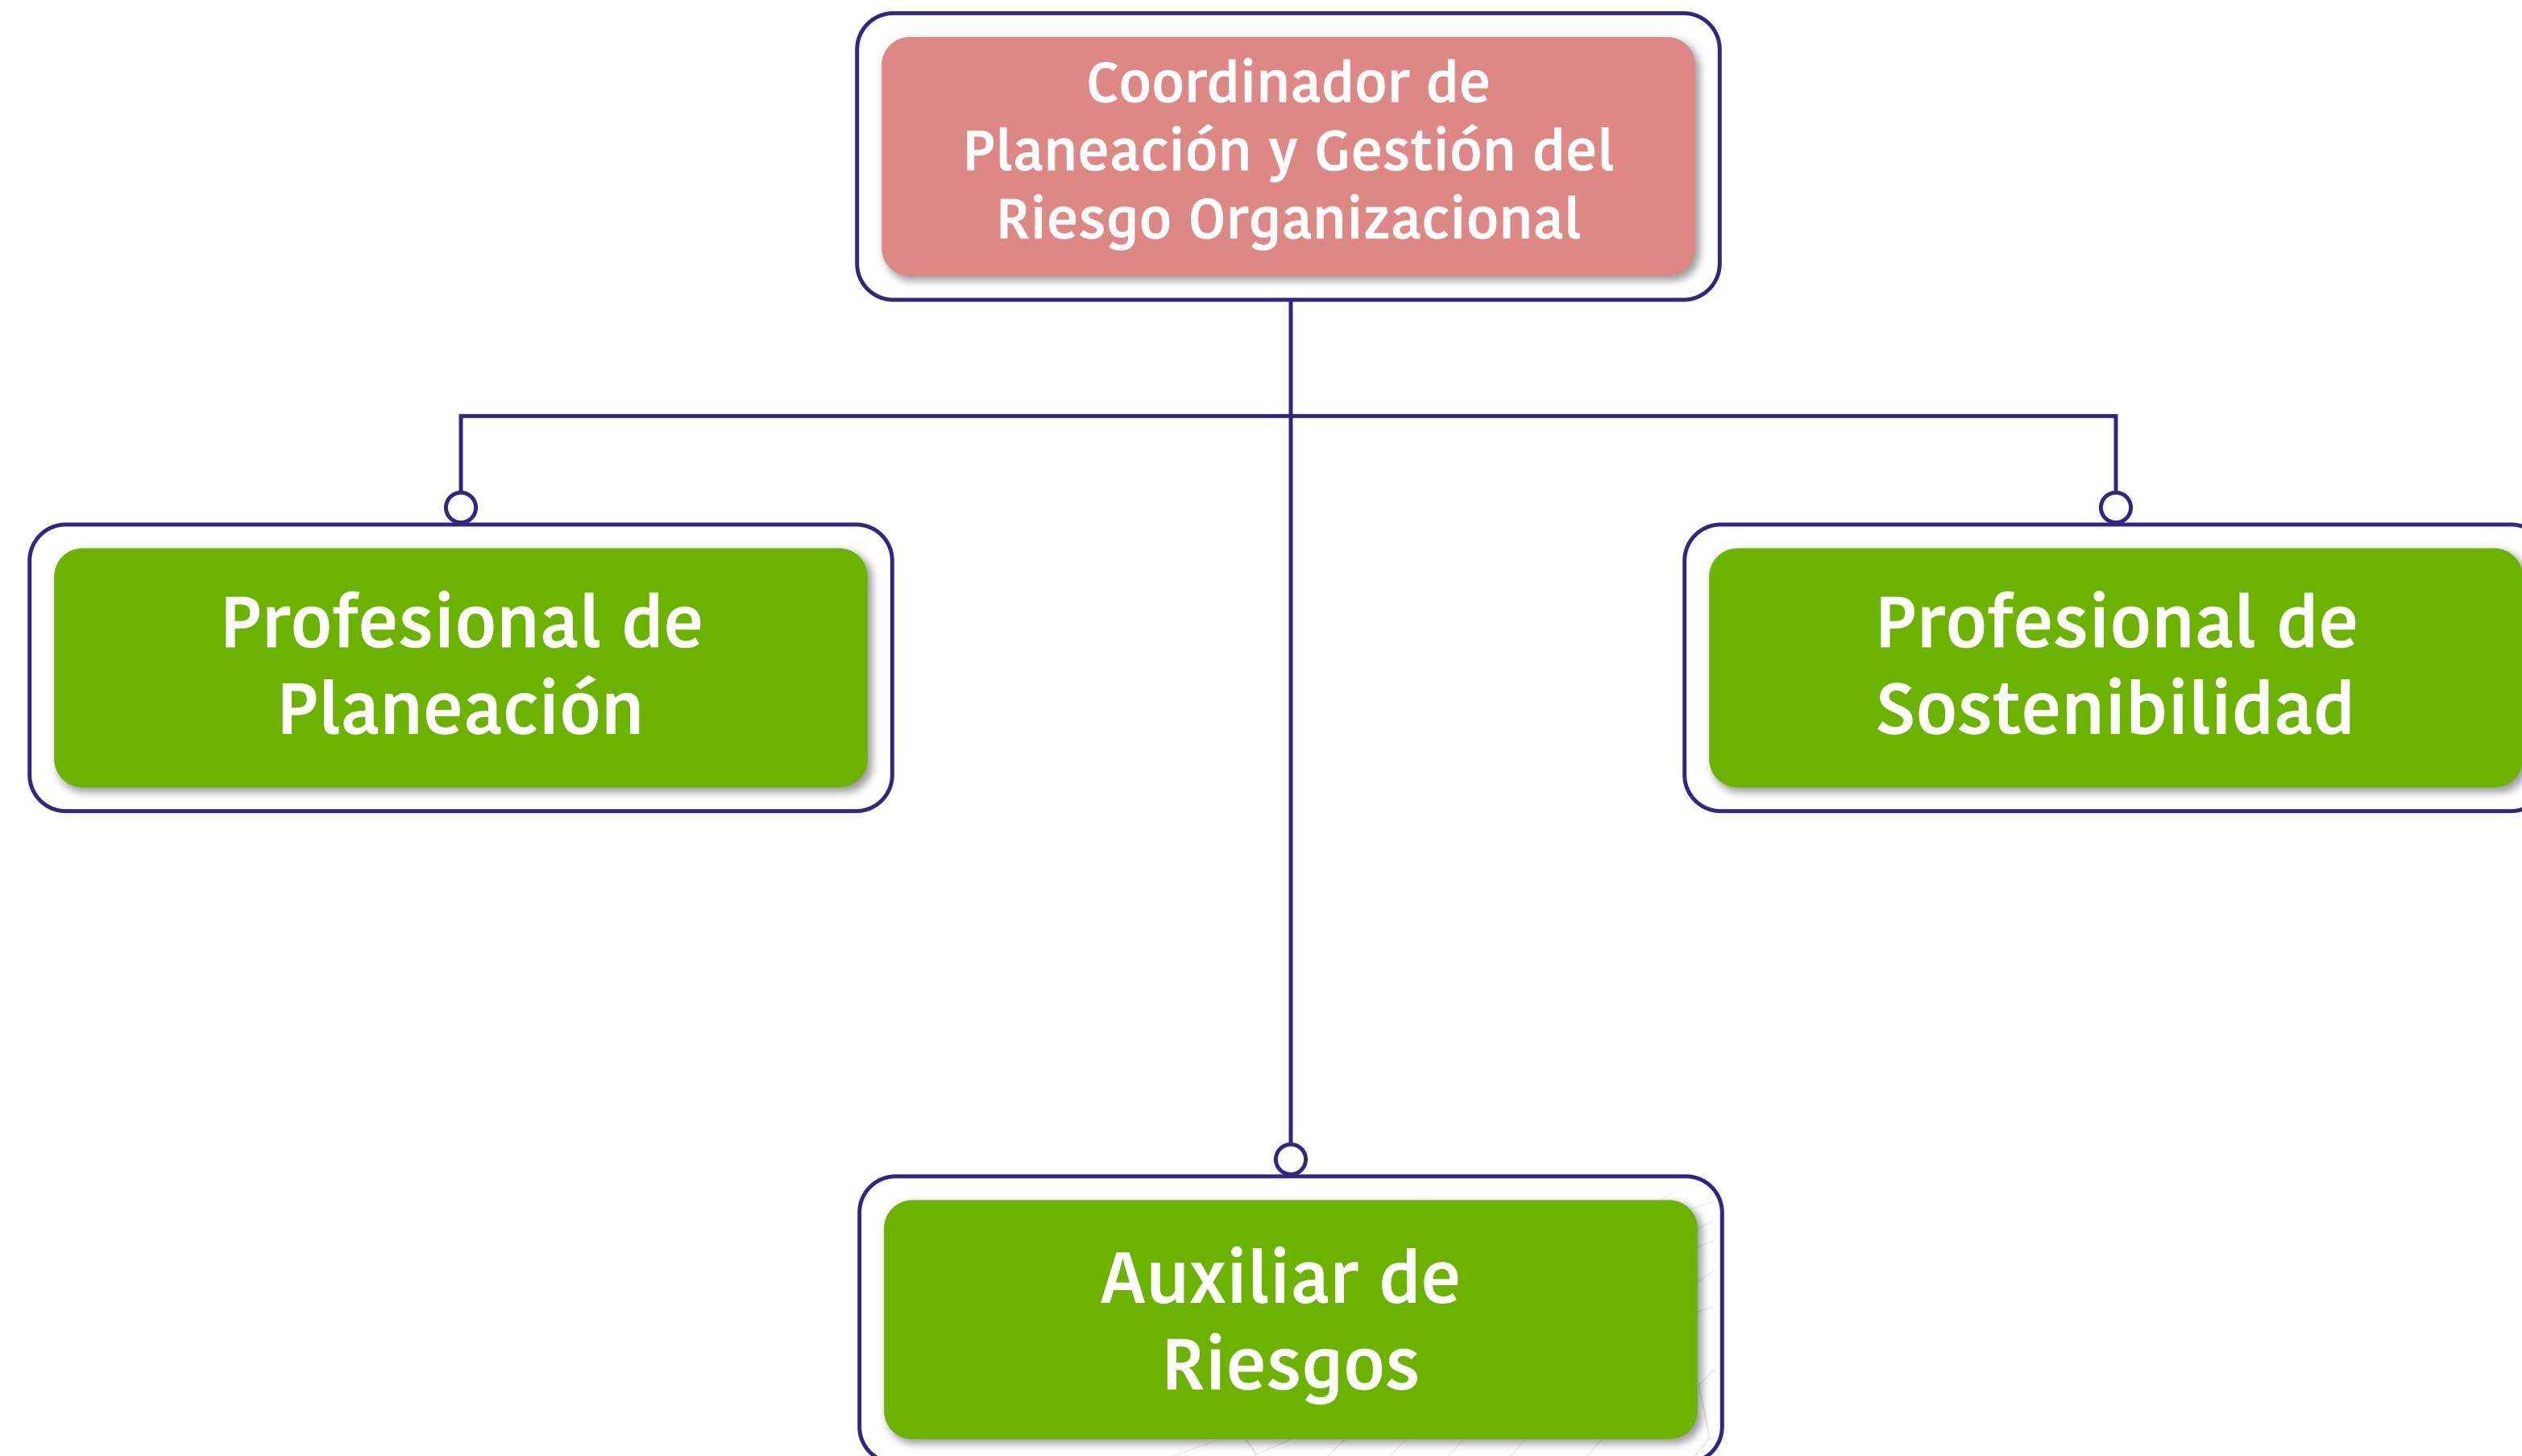 Coordinador de
Planeación y Gestión del
Riesgo Organizacional
Profesional de
Planeación
Profesional de
Sostenibilidad
Auxiliar de
Riesgos